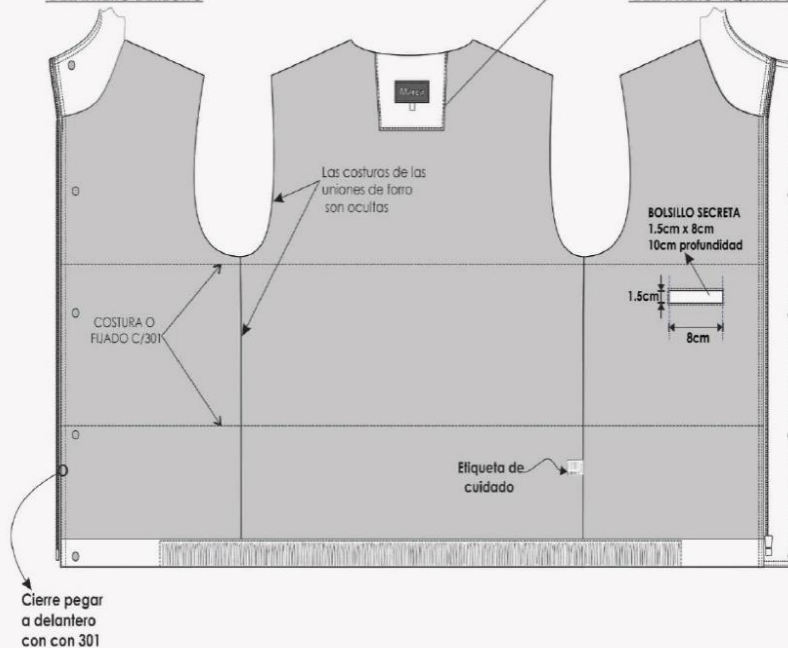 Marca
Las costuras de las
uniones de forro
son ocultas
BOLSILLO SECRETA
1.5cm x 8cm
10cm profundidad
1.5cm
8cm
COSTURA O
FIJADO C/301
Etiqueta de
cuidado
Cierre pegar
a delantero
con con 301